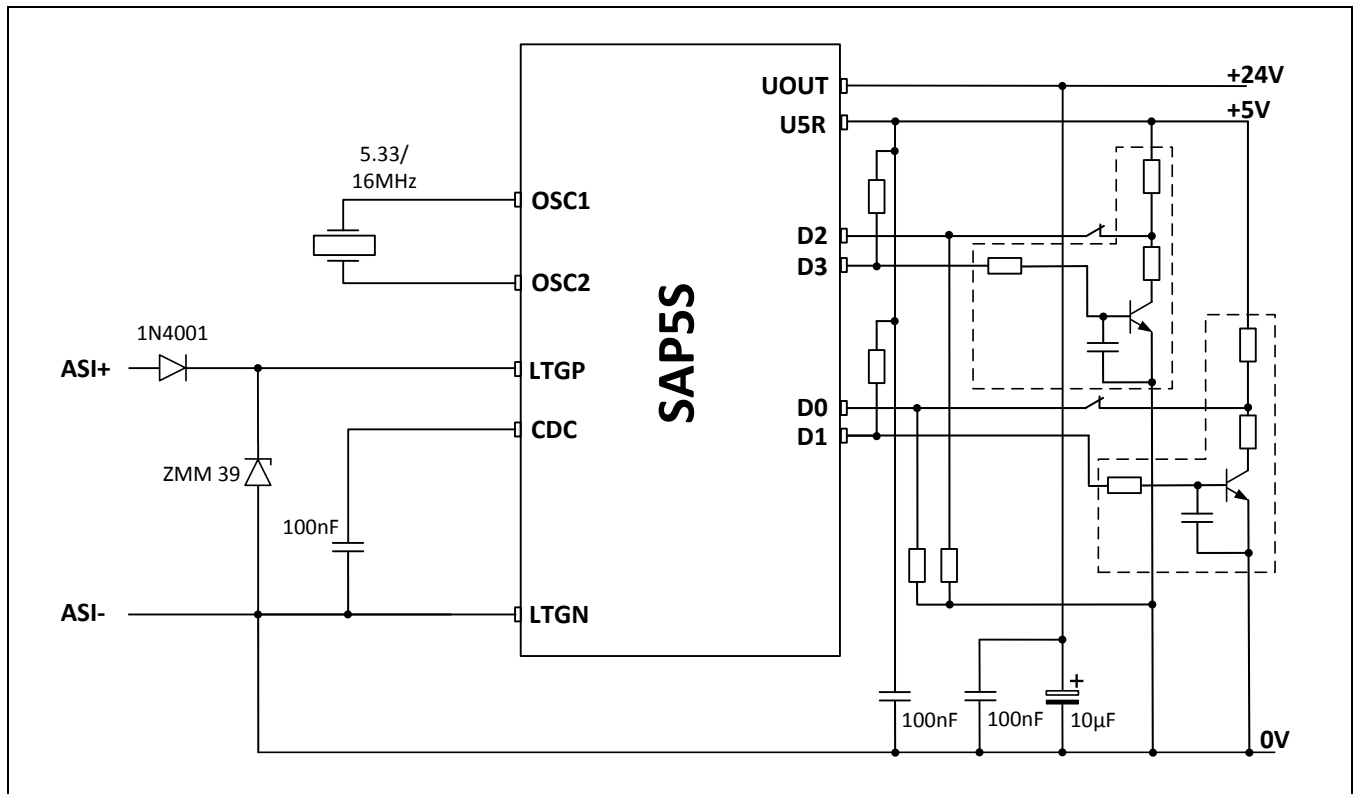 UOUT
+24V
U5R
+5V
5.33/
16MHz
OSC1
D2
D3
OSC2
SAP5S
1N4001
ASI+
LTGP
D0
CDC
D1
ZMM 39
100nF
ASI-
LTGN
+
100nF
100nF
10µF
0V